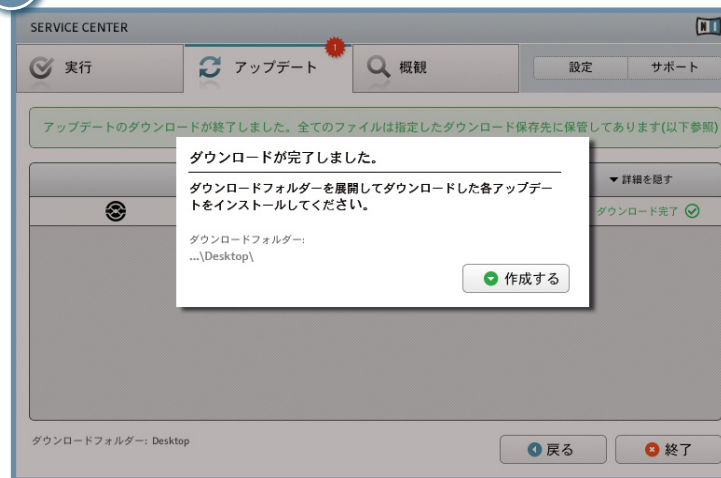 SERVICE CENTER
NI
実行
アップデート
1
概観
設定
サポート
アップデートのダウンロードが終了しました。全てのファイルは指定したダウンロード保存先に保管してあります(以下参照)
ダウンロードが完了しました。
▼詳細を隠す
ダウンロードフォルダーを展開してダウンロードした各アップデー
トをインストールしてください。
ダウンロード完了
ダウンロードフォルダー:
...\Desktop\
作成する
ダウンロードフォルダー: Desktop
戻る
終了